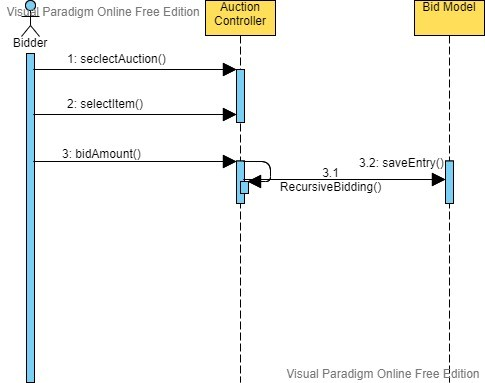 Visual Paradigm Online Free Edition
Auction
Controller
Bid Model
Bidder
1: seclectAuction()
2: selectItem()
3: bidAmount()
3.2: saveEntry()
3.1
RecursiveBidding()
Visual Paradigm Online Free Edition